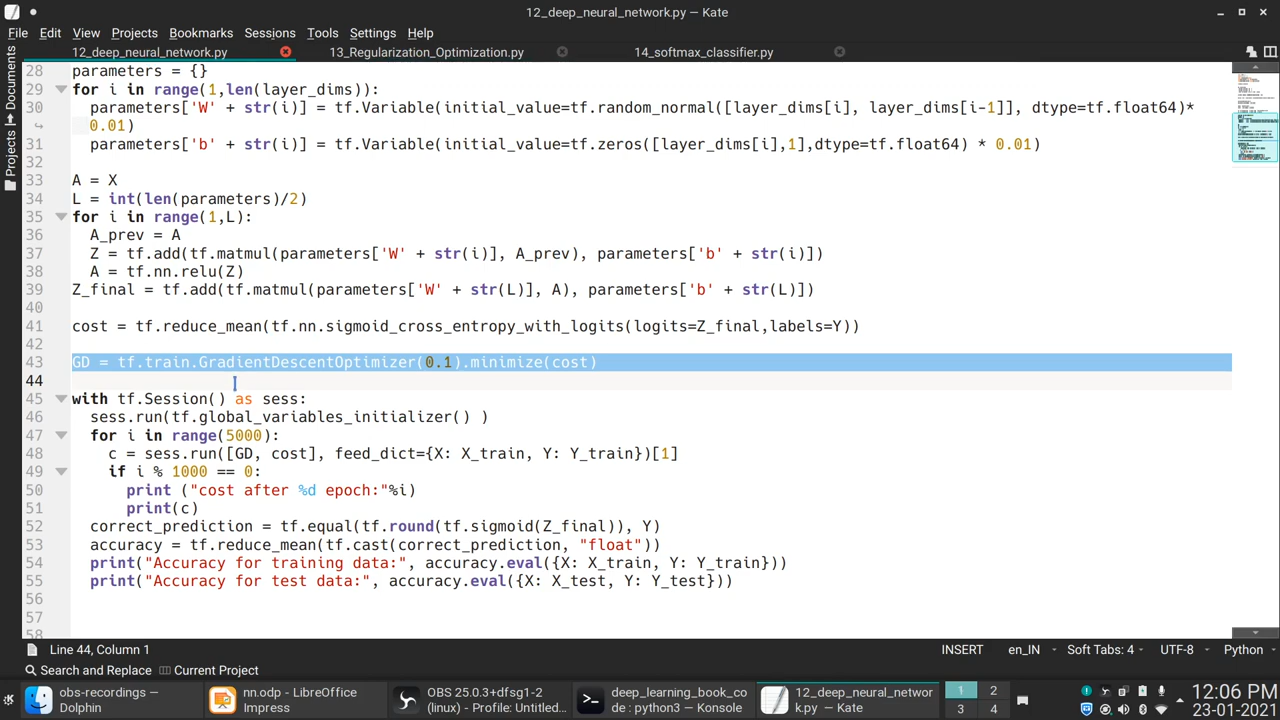 12_deep_neural_network.py — Kate
File Edit View Projects Bookmarks Sessions Tools Settings Help
12_deep_neural_network.py 13_Regularization_Optimization.py 14_softmax_classifier.py
Documents
Projects
28 parameters = {}
29 for i in range(1,len(layer_dims)):
30 parameters['W' + str(i)] = tf.Variable(initial_value=tf.random_normal([layer_dims[i], layer_dims[i-1]], dtype=tf.float64)*
0.01)
31 parameters['b' + str(i)] = tf.Variable(initial_value=tf.zeros([layer_dims[i],1],dtype=tf.float64) * 0.01)
32
33 A = X
34 L = int(len(parameters)/2)
35 for i in range(1,L):
36 A_prev = A
37 Z = tf.add(tf.matmul(parameters['W' + str(i)], A_prev), parameters['b' + str(i)])
38 A = tf.nn.relu(Z)
39 Z_final = tf.add(tf.matmul(parameters['W' + str(L)], A), parameters['b' + str(L)])
40
41 cost = tf.reduce_mean(tf.nn.sigmoid_cross_entropy_with_logits(logits=Z_final,labels=Y))
42
43 GD = tf.train.GradientDescentOptimizer(0.1).minimize(cost)
44
45 with tf.Session() as sess:
46 sess.run(tf.global_variables_initializer() )
47 for i in range(5000):
48 c = sess.run([GD, cost], feed_dict={X: X_train, Y: Y_train})[1]
49 if i % 1000 == 0:
50 print ("cost after %d epoch:"%i)
51 print(c)
52 correct_prediction = tf.equal(tf.round(tf.sigmoid(Z_final)), Y)
53 accuracy = tf.reduce_mean(tf.cast(correct_prediction, "float"))
54 print("Accuracy for training data:", accuracy.eval({X: X_train, Y: Y_train}))
55 print("Accuracy for test data:", accuracy.eval({X: X_test, Y: Y_test}))
56
57
58
Line 44, Column 1 INSERT en_IN Soft Tabs: 4 UTF-8 Python
Search and Replace Current Project
obs-recordings — Dolphin
nn.odp - LibreOffice Impress
OBS 25.0.3+dfsg1-2 (linux) - Profile: Untitled...
deep_learning_book_code : python3 — Konsole
12_deep_neural_network.py — Kate
1 2
3 4
12:06 PM
23-01-2021